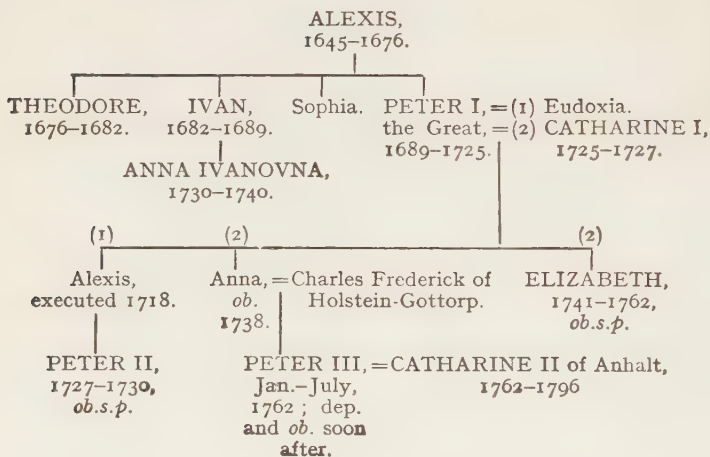 ALEXIS,
1645–1676.
THEODORE, IVAN, Sophia. PETER I, = (1) Eudoxia.
1676–1682. 1682–1689. the Great, = (2) CATHARINE I,
1689–1725. 1725–1727.
ANNA IVANOVNA,
1730–1740.
(1) (2) (2)
Alexis, Anna, = Charles Frederick of ELIZABETH,
executed 1718. ob. Holstein-Gottorp. 1741–1762,
1738. ob.s.p.
PETER II, PETER III, = CATHARINE II of Anhalt,
1727–1730, Jan.–July, 1762–1796
ob.s.p. 1762 ; dep.
and ob. soon
after,